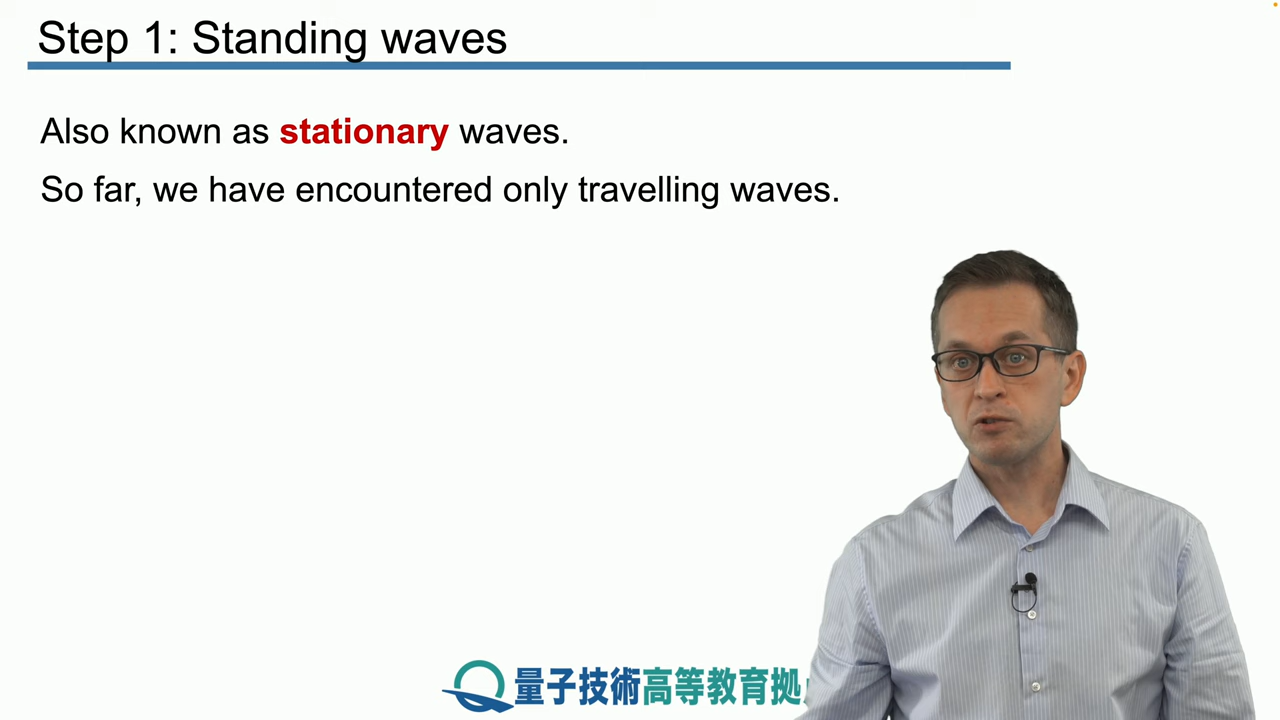 Step 1: Standing waves
Also known as stationary waves.
So far, we have encountered only travelling waves.
量子技術高等教育拠